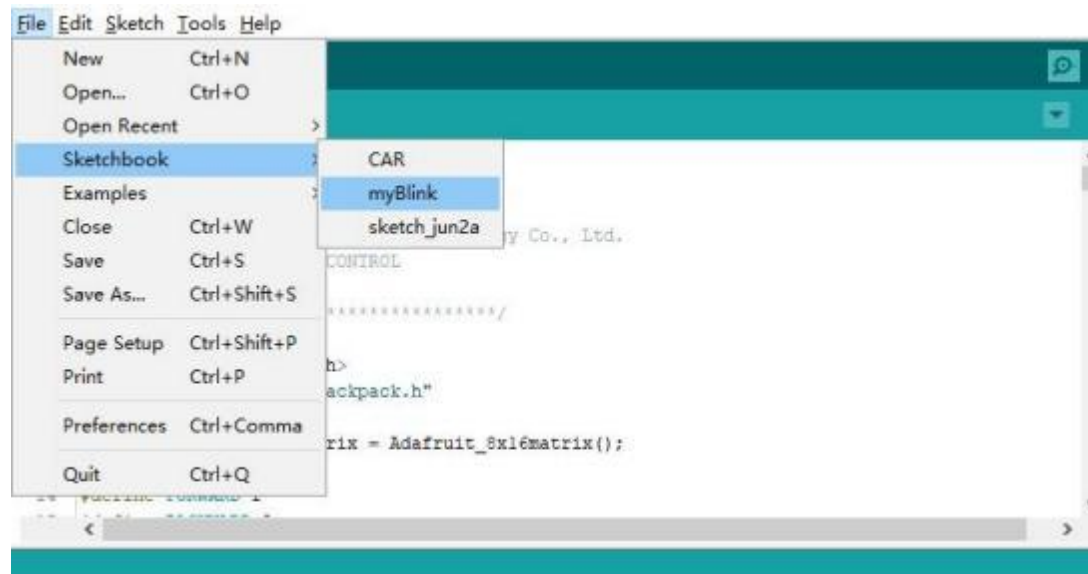 File Edit Sketch Tools Help
New Ctrl+N
Open... Ctrl+O
Open Recent >
Sketchbook >
Examples >
Close Ctrl+W
Save Ctrl+S
Save As... Ctrl+Shift+S
Page Setup Ctrl+Shift+P
Print Ctrl+P
Preferences Ctrl+Comma
Quit Ctrl+Q
CAR
myBlink
sketch_jun2a
gy Co., Ltd.
CONTROL
*****************/
h>
ackpack.h"
rix = Adafruit_8x16matrix();